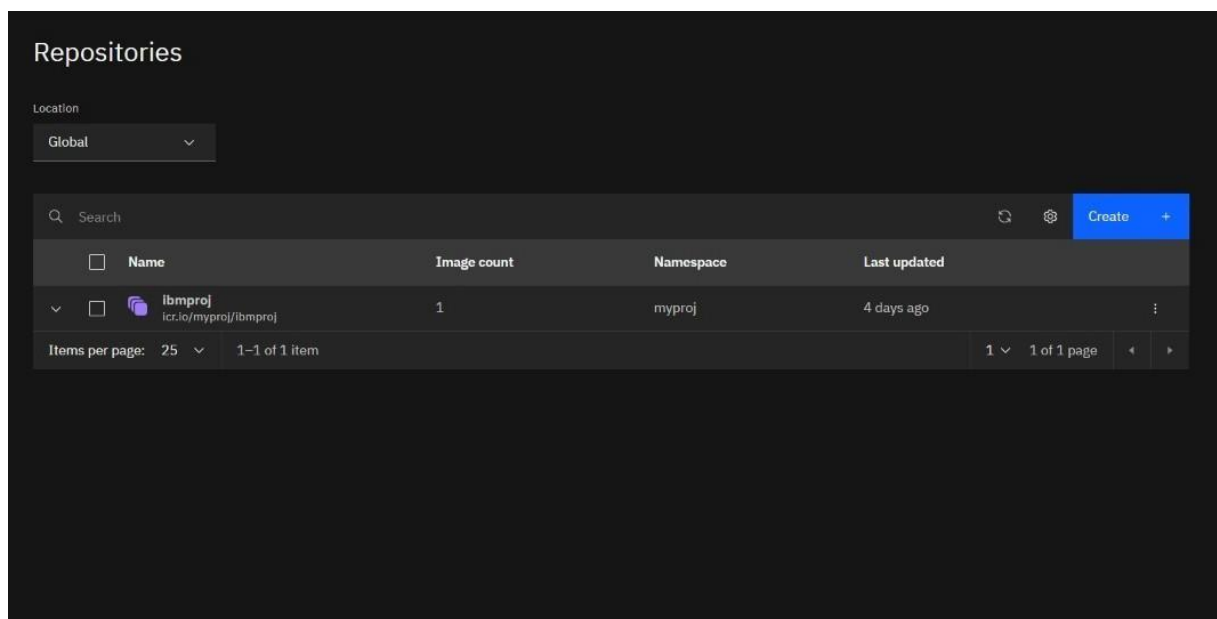 Repositories
Location
Global
Search
Create +
Name Image count Namespace Last updated
ibmproj
icr.io/myproj/ibmproj
1 myproj 4 days ago
Items per page: 25 1–1 of 1 item 1 1 of 1 page